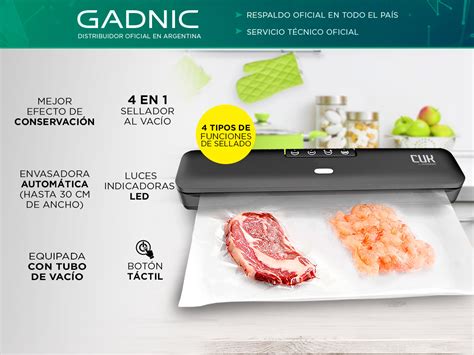 GADNIC
DISTRIBUIDOR OFICIAL EN ARGENTINA
> RESPALDO OFICIAL EN TODO EL PAÍS
> SERVICIO TÉCNICO OFICIAL
MEJOR
EFECTO DE
CONSERVACIÓN
4 EN 1
SELLADOR
AL VACÍO
4 TIPOS DE
FUNCIONES
DE SELLADO
CUK
ENVASADORA
AUTOMÁTICA
(HASTA 30 CM
DE ANCHO)
LUCES
INDICADORAS
LED
EQUIPADA
CON TUBO
DE VACÍO
BOTÓN
TÁCTIL